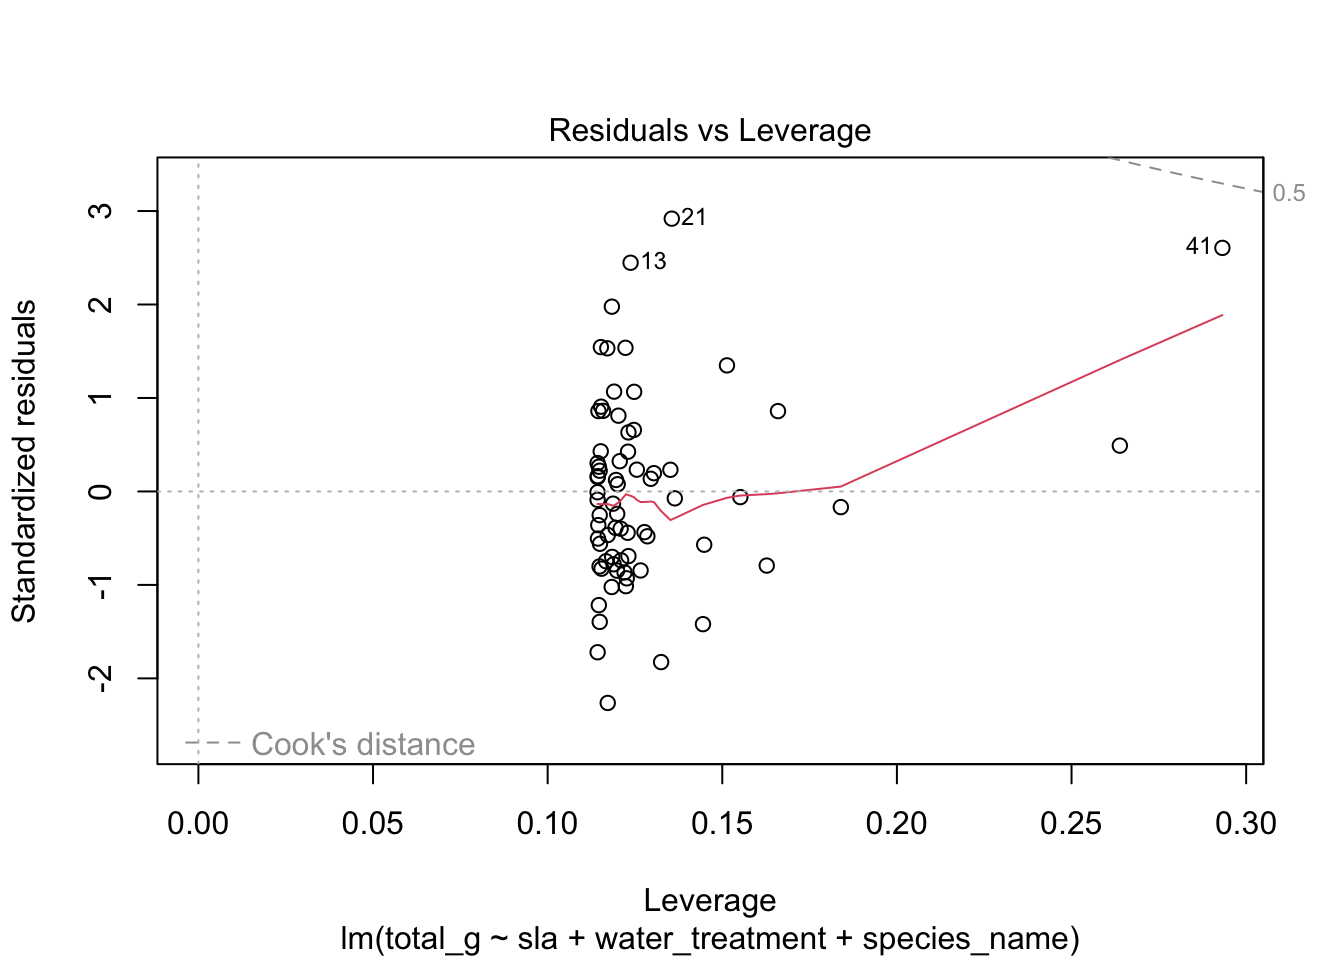 Residuals vs Leverage
Standardized residuals
3
2
1
0
-1
-2
21
13
41
0.5
Cook's distance
0.00 0.05 0.10 0.15 0.20 0.25 0.30
Leverage
lm(total_g ~ sla + water_treatment + species_name)